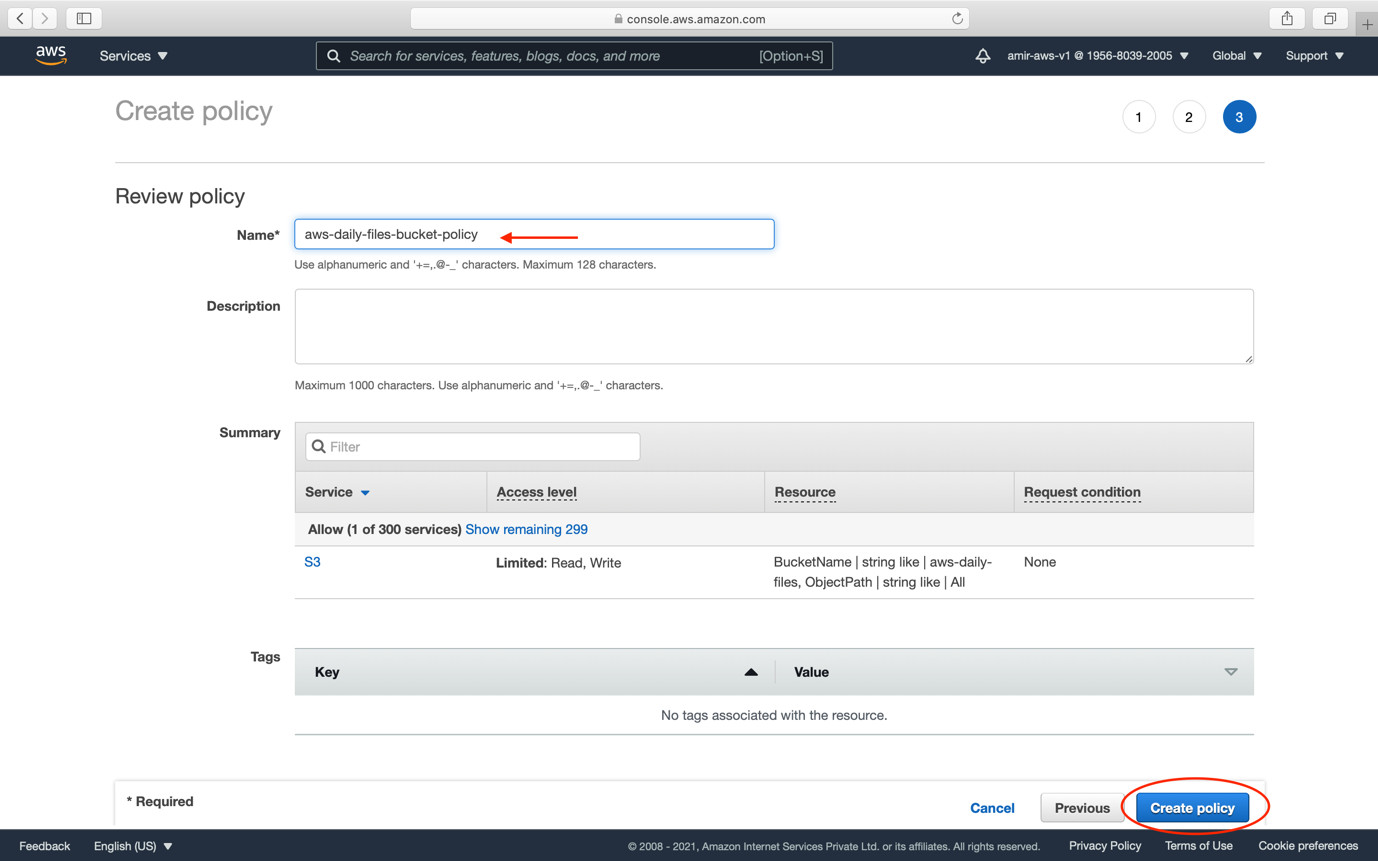 console.aws.amazon.com
aws
Services
Search for services, features, blogs, docs, and more
[Option+S]
amir-aws-v1 @ 1956-8039-2005
Global
Support
Create policy
1
2
3
Review policy
Name*
aws-daily-files-bucket-policy
Use alphanumeric and '+=,.@-_' characters. Maximum 128 characters.
Description
Maximum 1000 characters. Use alphanumeric and '+=,.@-_' characters.
Summary
Filter
Service
Access level
Resource
Request condition
Allow (1 of 300 services) Show remaining 299
S3
Limited: Read, Write
BucketName | string like | aws-daily-
files, ObjectPath | string like | All
None
Tags
Key
Value
No tags associated with the resource.
* Required
Cancel
Previous
Create policy
Feedback
English (US)
© 2008 - 2021, Amazon Internet Services Private Ltd. or its affiliates. All rights reserved.
Privacy Policy
Terms of Use
Cookie preferences